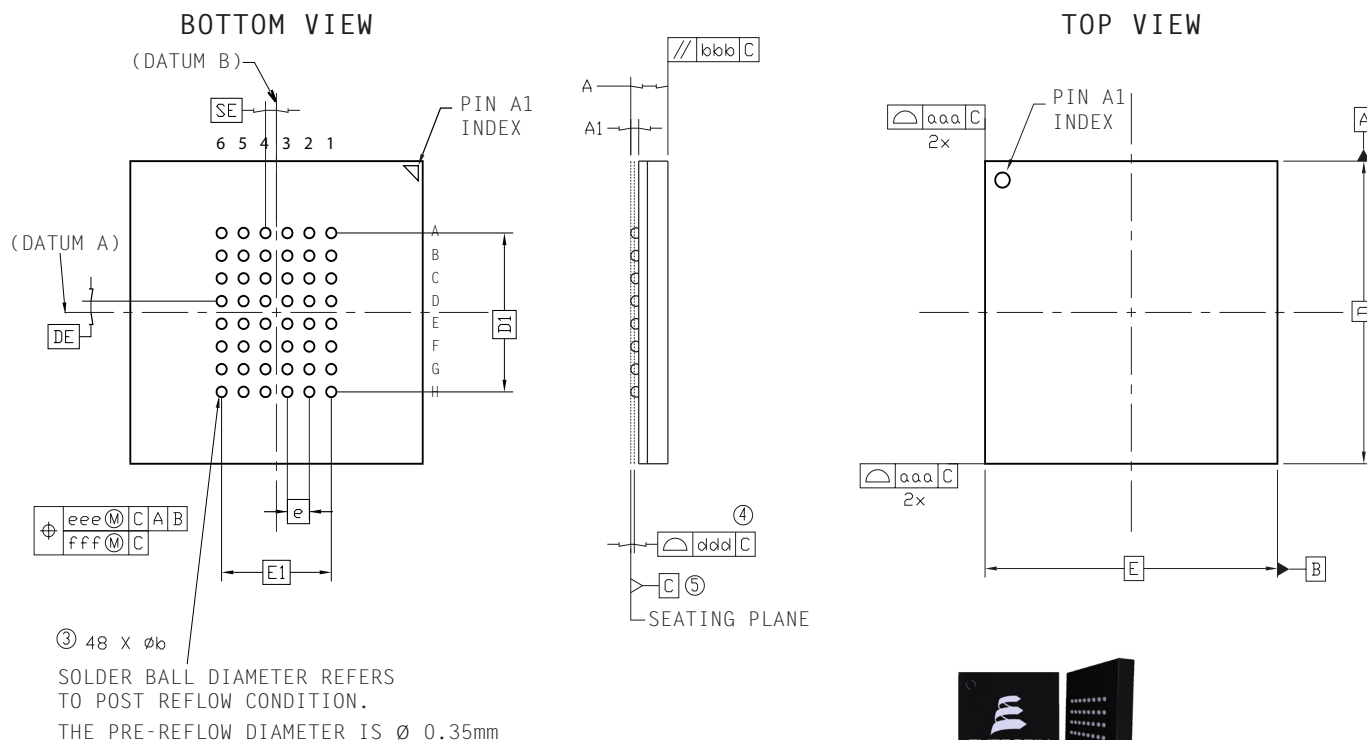 BOTTOM VIEW
TOP VIEW
(DATUM B)
SE
PIN A1
INDEX
6 5 4 3 2 1
(DATUM A)
DE
A
B
C
D
E
F
G
H
D1
eee Ⓜ C A B
fff Ⓜ C
e
E1
③ 48 X Øb
SOLDER BALL DIAMETER REFERS
TO POST REFLOW CONDITION.
THE PRE-REFLOW DIAMETER IS Ø 0.35mm
// bbb C
A
A1
④
ddd C
C ⑤
SEATING PLANE
aaa C
2x
PIN A1
INDEX
A
D
aaa C
2x
E
B